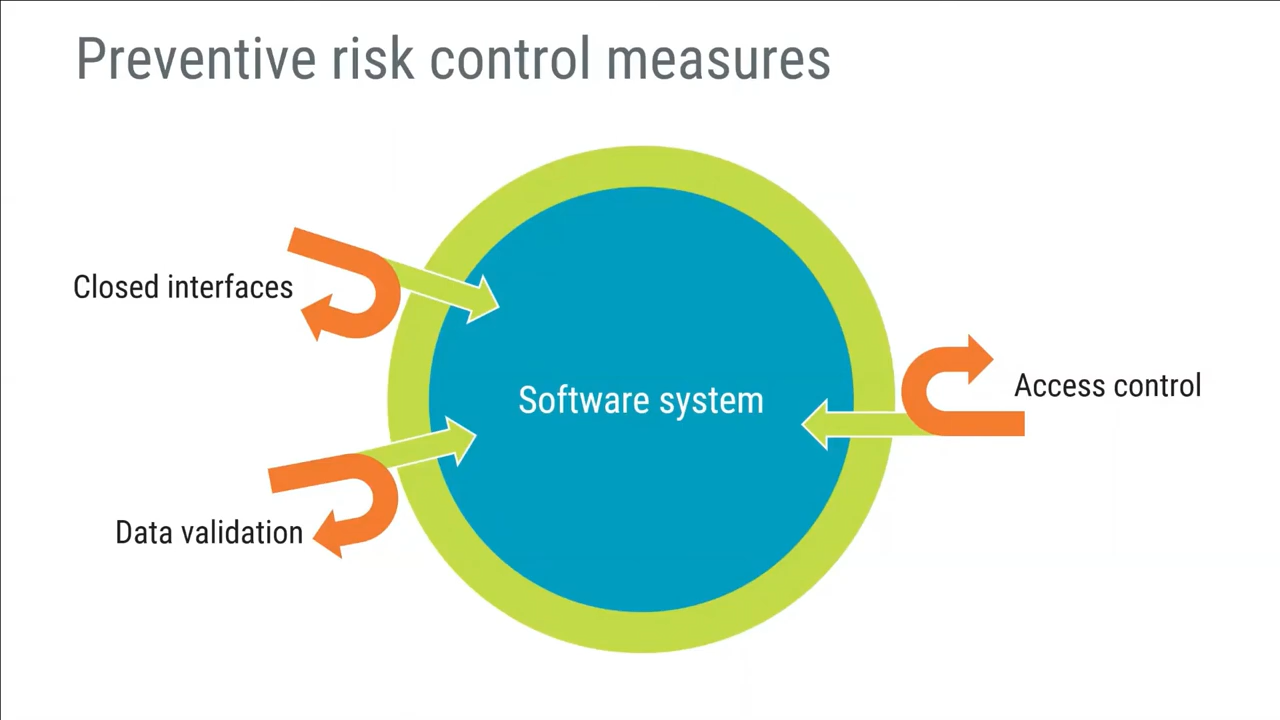 Preventive risk control measures
Closed interfaces
Software system
Access control
Data validation